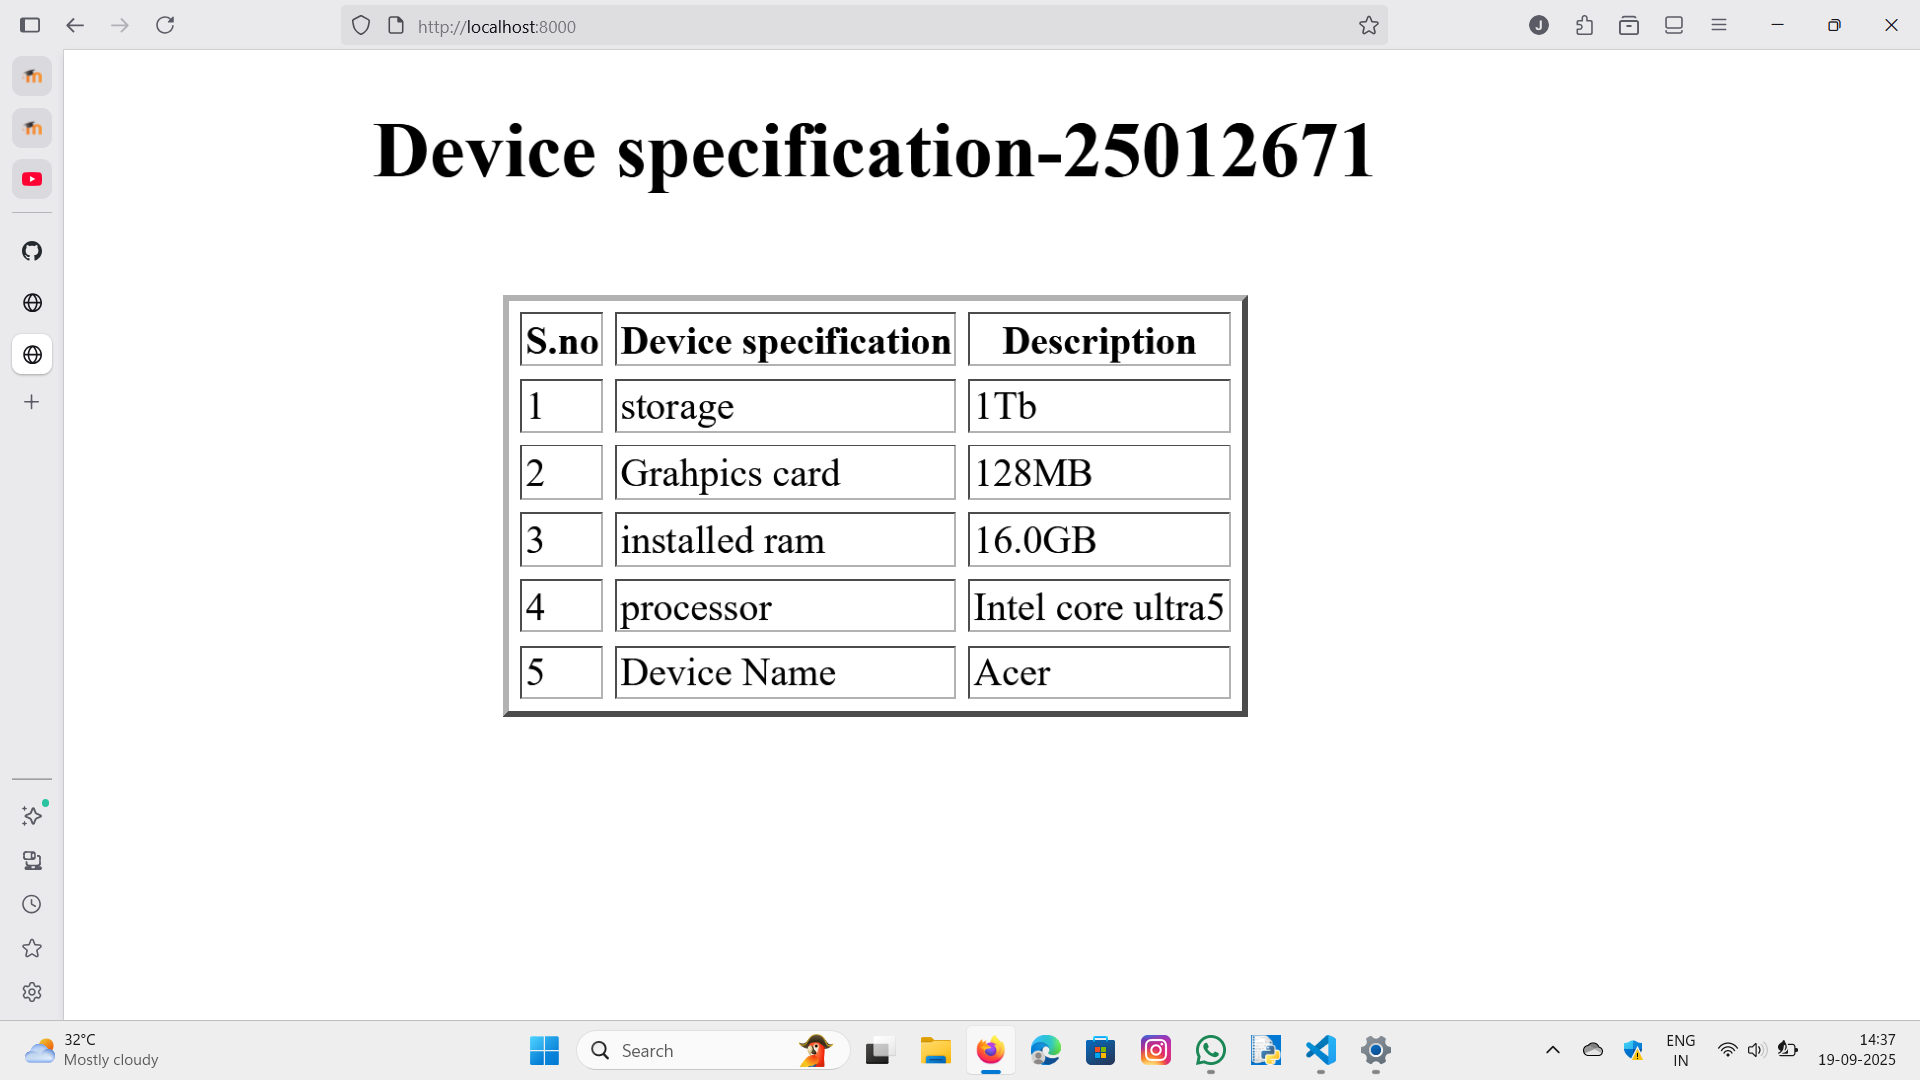 http://localhost:8000
J
Device specification-25012671
S.no Device specification Description
1 storage 1Tb
2 Grahpics card 128MB
3 installed ram 16.0GB
4 processor Intel core ultra5
5 Device Name Acer
32°C
Mostly cloudy
Search
ENG
IN
14:37
19-09-2025